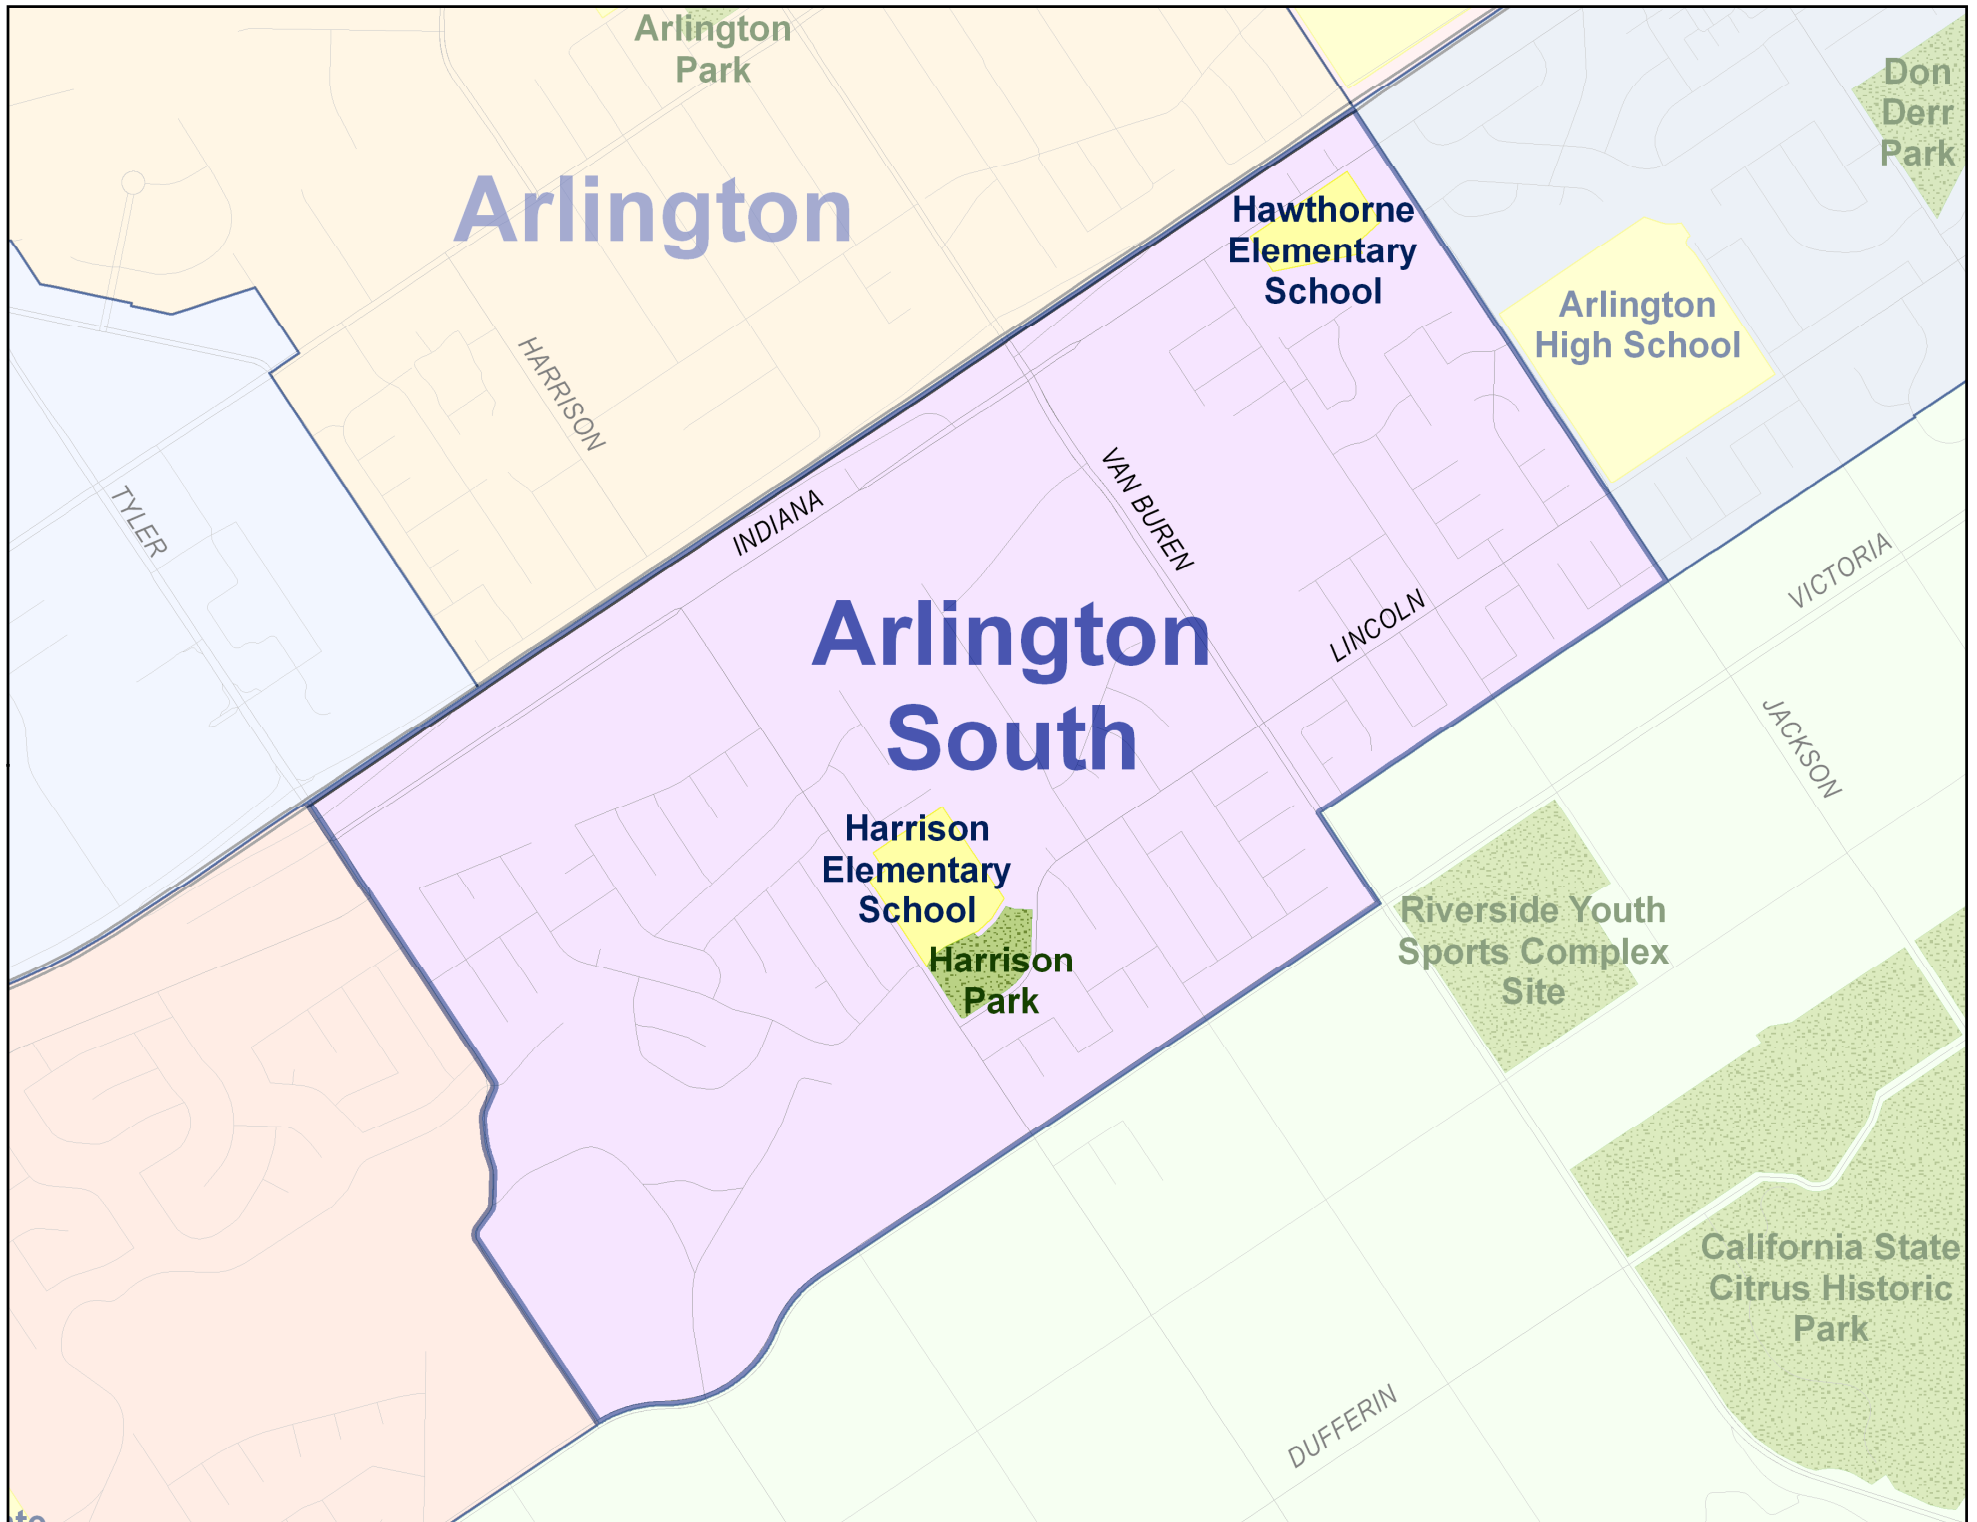 Arlington
Park
Don
Derr
Park
Arlington
Hawthorne
Elementary
School
Arlington
High School
HARRISON
TYLER
INDIANA
VAN BUREN
VICTORIA
LINCOLN
Arlington
South
JACKSON
Harrison
Elementary
School
Harrison
Park
Riverside Youth
Sports Complex
Site
California State
Citrus Historic
Park
DUFFERIN